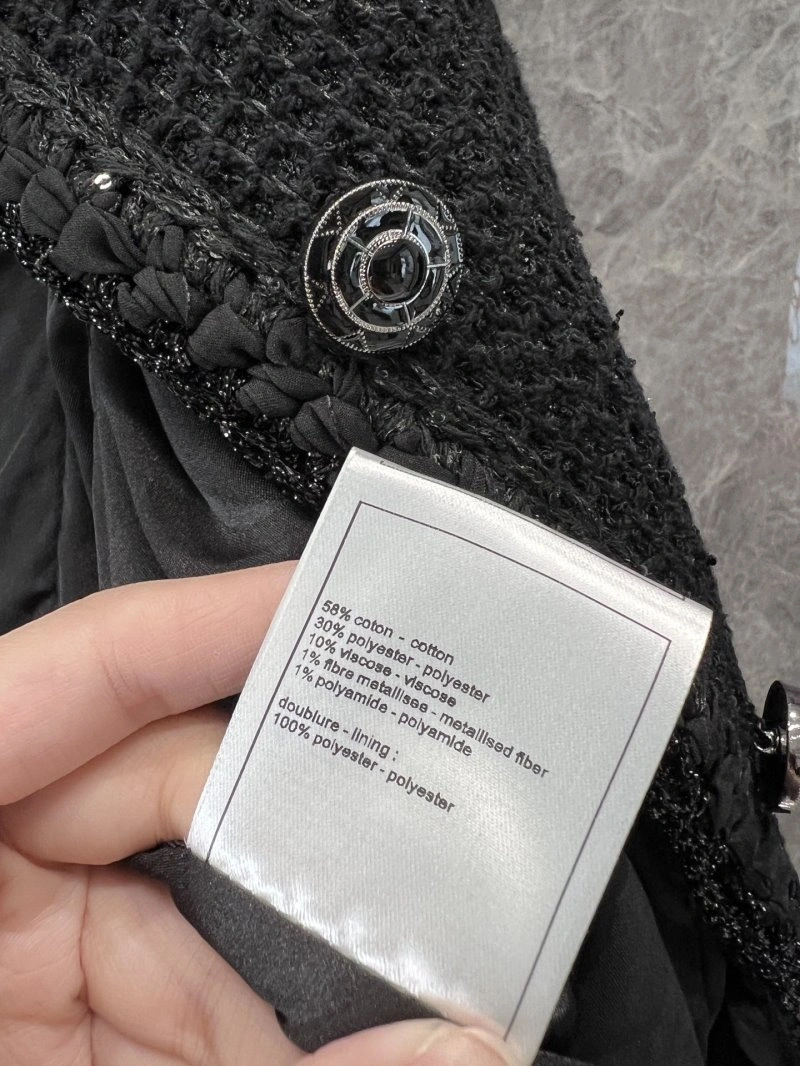 58% coton - cotton
30% polyester - polyester
10% viscose - viscose
1% fibre metallisee - metallised fiber
1% polyamide - polyamide
doublure - lining :
100% polyester - polyester